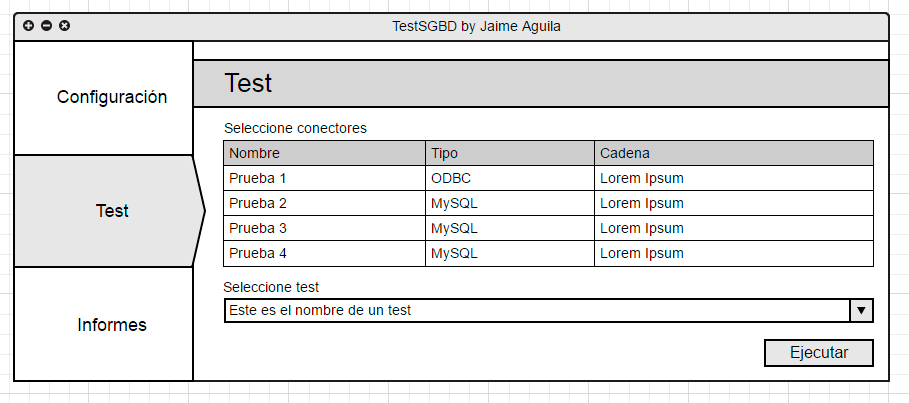 TestSGBD by Jaime Aguila
Configuración
Test
Informes
Test
Seleccione conectores
Nombre Tipo Cadena
Prueba 1 ODBC Lorem Ipsum
Prueba 2 MySQL Lorem Ipsum
Prueba 3 MySQL Lorem Ipsum
Prueba 4 MySQL Lorem Ipsum
Seleccione test
Este es el nombre de un test
Ejecutar